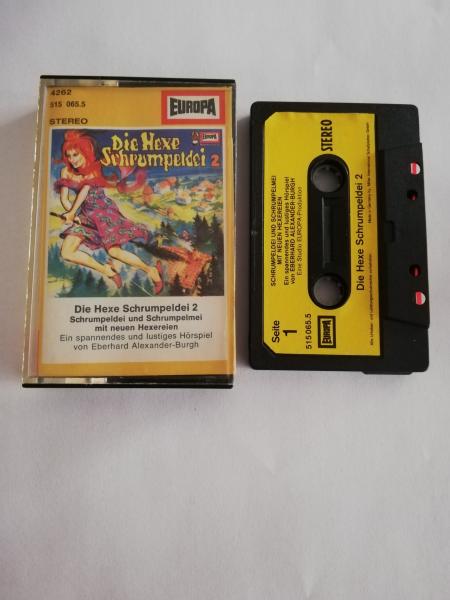 4262
515 065.5
STEREO
EUROPA
EUROPA
Die Hexe
Schrumpeldei 2
Die Hexe Schrumpeldei 2
Schrumpeldei und Schrumpelmei
mit neuen Hexereien
Ein spannendes und lustiges Hörspiel
von Eberhard Alexander-Burgh
SCHRUMPELDEI UND SCHRUMPELMEI
MIT NEUEN HEXEREIEN
Ein spannendes und lustiges Hörspiel
von EBERHARD ALEXANDER-BURGH
Eine Studio EUROPA-Produktion
STEREO
Seite
1
515 065.5
EUROPA
Die Hexe Schrumpeldei 2